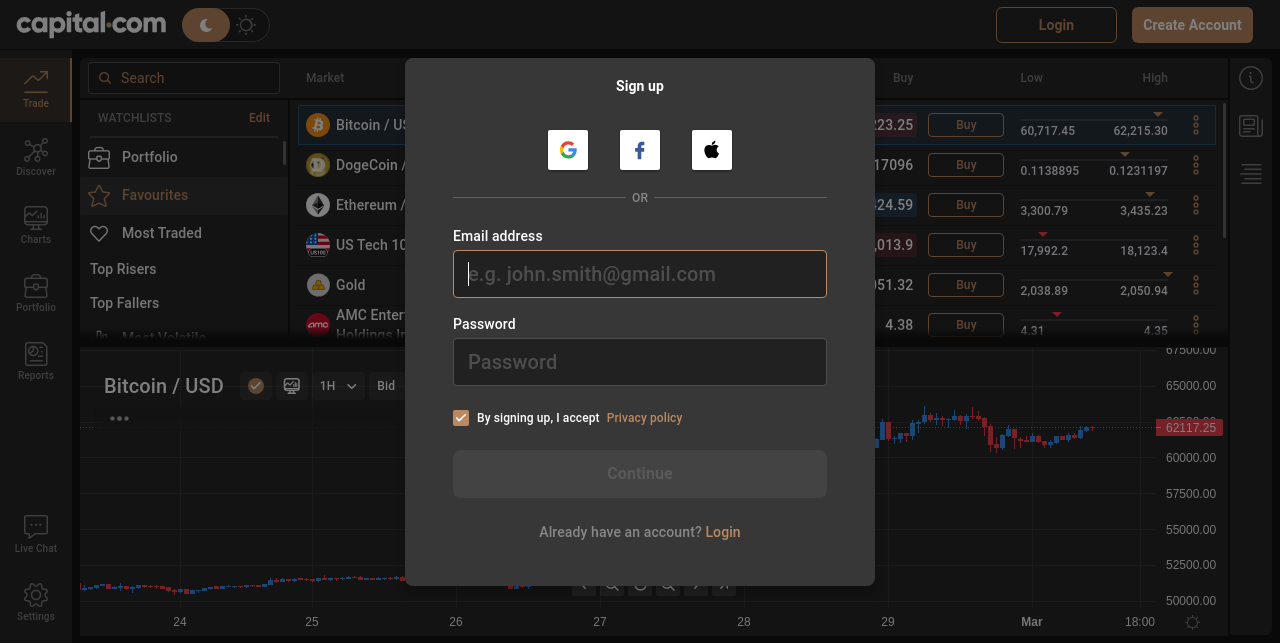 capital.com
Login
Create Account
Trade
Discover
Charts
Portfolio
Reports
Live Chat
Settings
Search
WATCHLISTS
Edit
Portfolio
Favourites
Most Traded
Top Risers
Top Fallers
Most Volatile
Market
Buy
Low
High
Bitcoin / US
223.25
Buy
60,717.45
62,215.30
DogeCoin /
17096
Buy
0.1138895
0.1231197
Ethereum /
24.59
Buy
3,300.79
3,435.23
US100
US Tech 10
,013.9
Buy
17,992.2
18,123.4
Gold
51.32
Buy
2,038.89
2,050.94
amc
AMC Enter
Holdings In
4.38
Buy
4.31
4.35
Sign up
OR
Email address
e.g. john.smith@gmail.com
Password
Password
By signing up, I accept Privacy policy
Continue
Already have an account? Login
Bitcoin / USD
1H
Bid
67500.00
65000.00
62117.25
60000.00
57500.00
55000.00
52500.00
50000.00
24
25
26
27
28
29
Mar
18:00